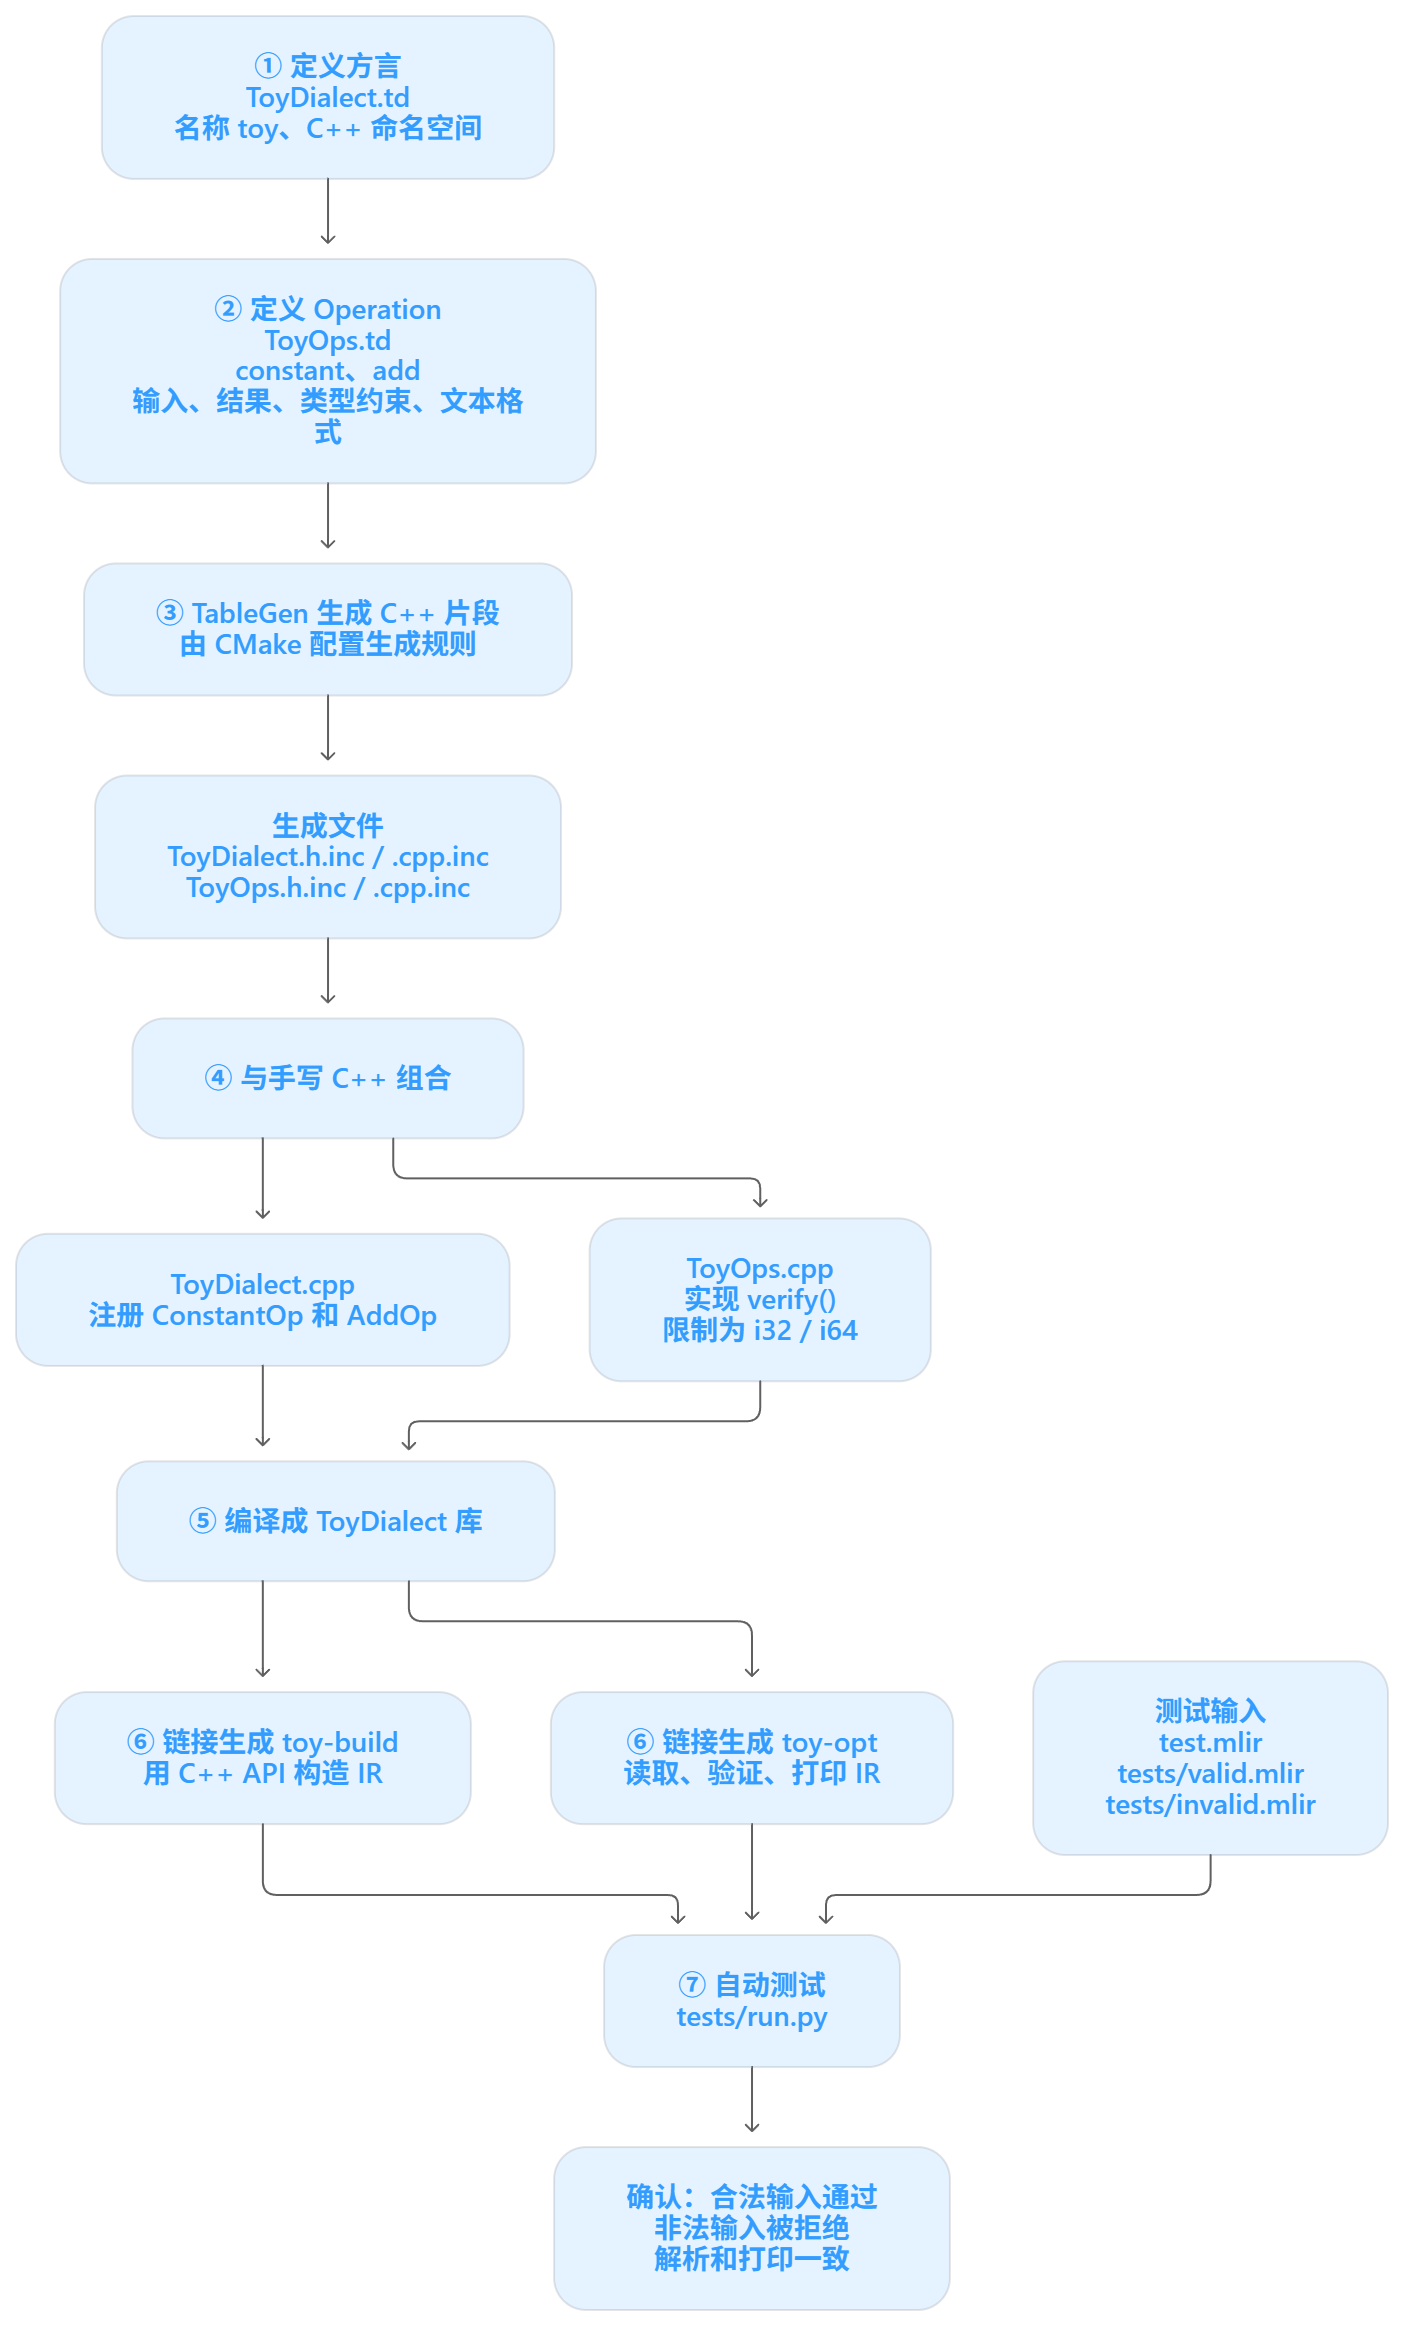 ① 定义方言
ToyDialect.td
名称 toy、C++ 命名空间
② 定义 Operation
ToyOps.td
constant、add
输入、结果、类型约束、文本格
式
③ TableGen 生成 C++ 片段
由 CMake 配置生成规则
生成文件
ToyDialect.h.inc / .cpp.inc
ToyOps.h.inc / .cpp.inc
④ 与手写 C++ 组合
ToyDialect.cpp
注册 ConstantOp 和 AddOp
ToyOps.cpp
实现 verify()
限制为 i32 / i64
⑤ 编译成 ToyDialect 库
⑥ 链接生成 toy-build
用 C++ API 构造 IR
⑥ 链接生成 toy-opt
读取、验证、打印 IR
测试输入
test.mlir
tests/valid.mlir
tests/invalid.mlir
⑦ 自动测试
tests/run.py
确认：合法输入通过
非法输入被拒绝
解析和打印一致